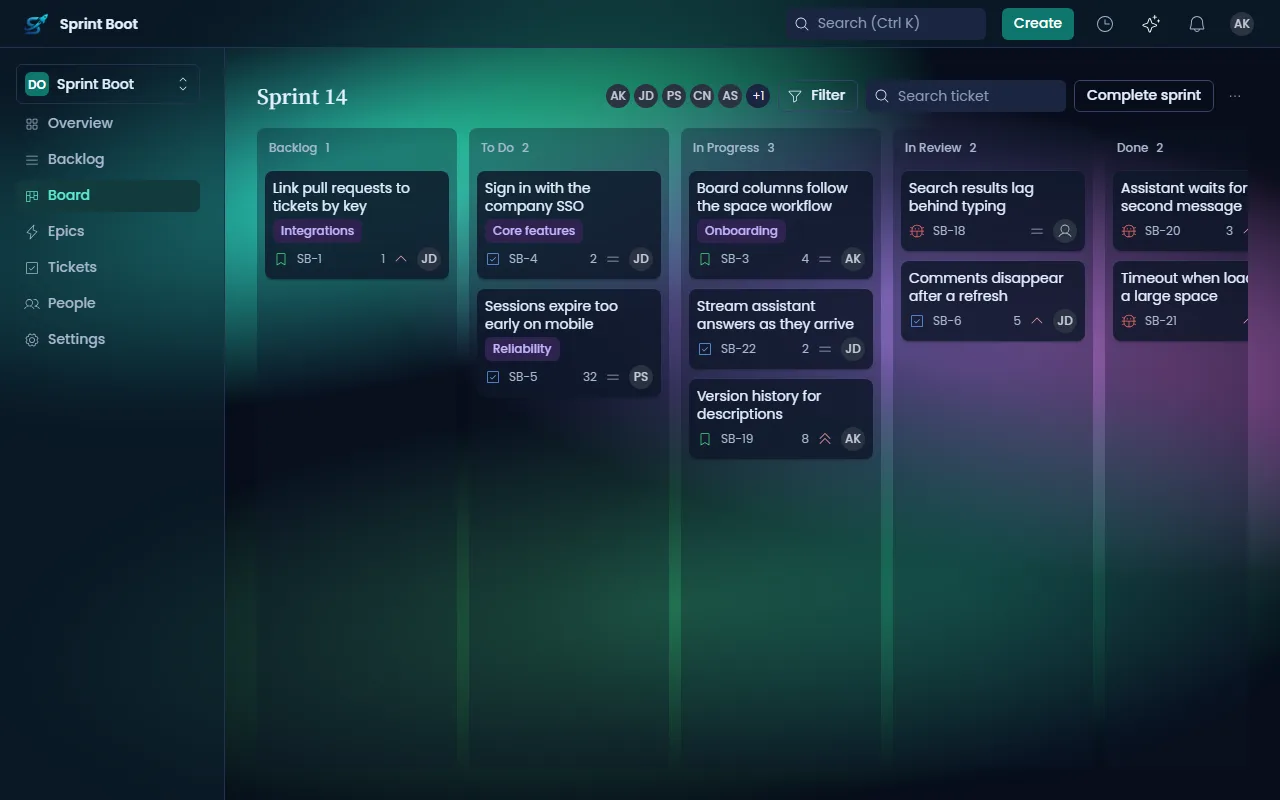 Sprint Boot
Search (Ctrl K)
Create
AK
DO Sprint Boot
Overview
Backlog
Board
Epics
Tickets
People
Settings
Sprint 14
AK JD PS CN AS +1
Filter
Search ticket
Complete sprint
Backlog 1
Link pull requests to
tickets by key
Integrations
SB-1 1 JD
To Do 2
Sign in with the
company SSO
Core features
SB-4 2 JD
Sessions expire too
early on mobile
Reliability
SB-5 32 PS
In Progress 3
Board columns follow
the space workflow
Onboarding
SB-3 4 AK
Stream assistant
answers as they arrive
SB-22 2 JD
Version history for
descriptions
SB-19 8 AK
In Review 2
Search results lag
behind typing
SB-18
Comments disappear
after a refresh
SB-6 5 JD
Done 2
Assistant waits for
second message
SB-20 3
Timeout when
a large space
SB-21